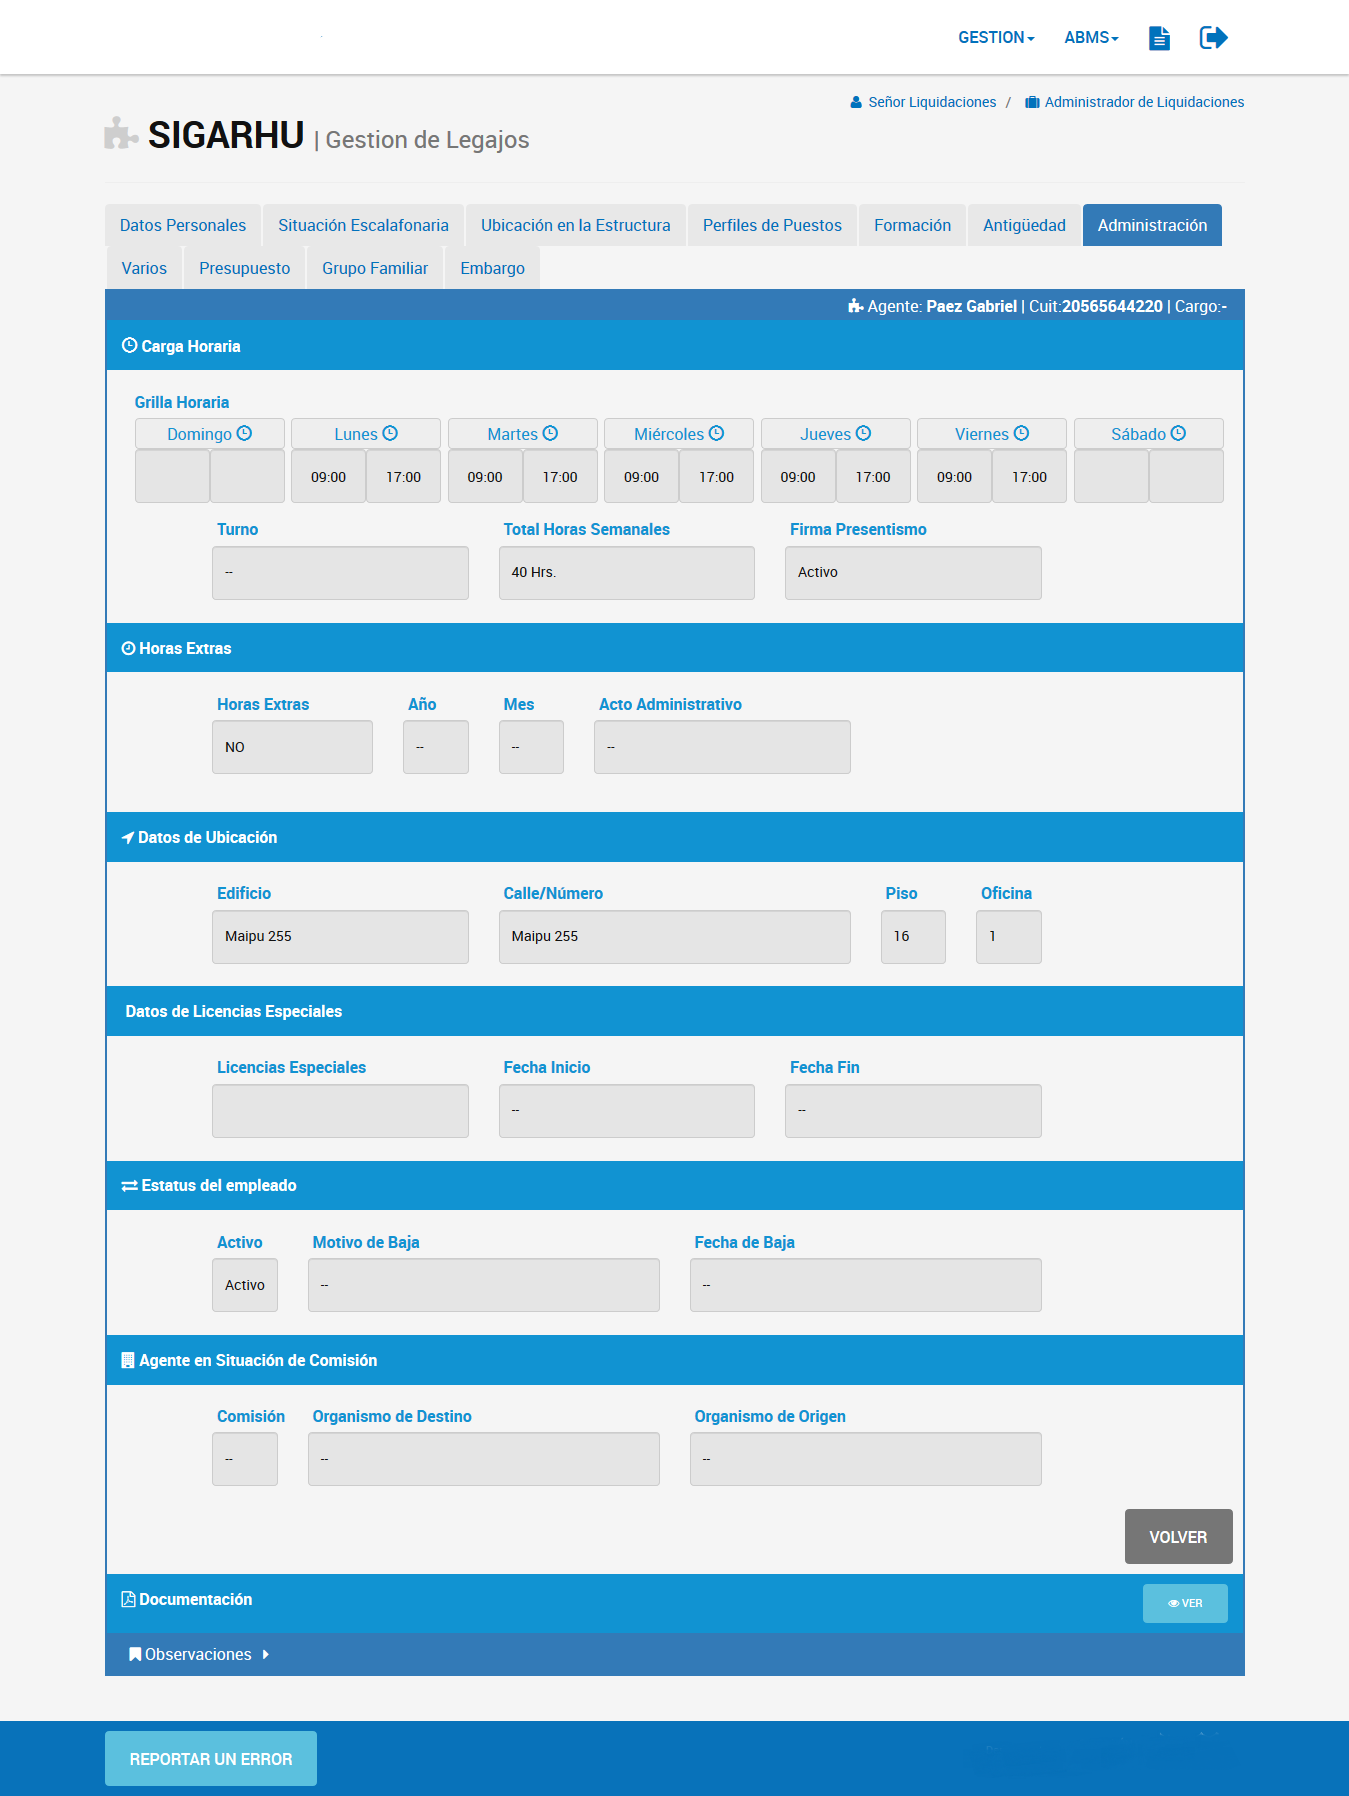 GESTION ABMS
Señor Liquidaciones / Administrador de Liquidaciones
SIGARHU | Gestion de Legajos
Datos Personales Situación Escalafonaria Ubicación en la Estructura Perfiles de Puestos Formación Antigüedad Administración
Varios Presupuesto Grupo Familiar Embargo
Agente: Paez Gabriel | Cuit:20565644220 | Cargo:-
Carga Horaria
Grilla Horaria
Domingo Lunes Martes Miércoles Jueves Viernes Sábado
09:00 17:00 09:00 17:00 09:00 17:00 09:00 17:00 09:00 17:00
Turno Total Horas Semanales Firma Presentismo
-- 40 Hrs. Activo
Horas Extras
Horas Extras Año Mes Acto Administrativo
NO -- -- --
Datos de Ubicación
Edificio Calle/Número Piso Oficina
Maipu 255 Maipu 255 16 1
Datos de Licencias Especiales
Licencias Especiales Fecha Inicio Fecha Fin
-- --
Estatus del empleado
Activo Motivo de Baja Fecha de Baja
Activo -- --
Agente en Situación de Comisión
Comisión Organismo de Destino Organismo de Origen
-- -- --
VOLVER
Documentación VER
Observaciones
REPORTAR UN ERROR